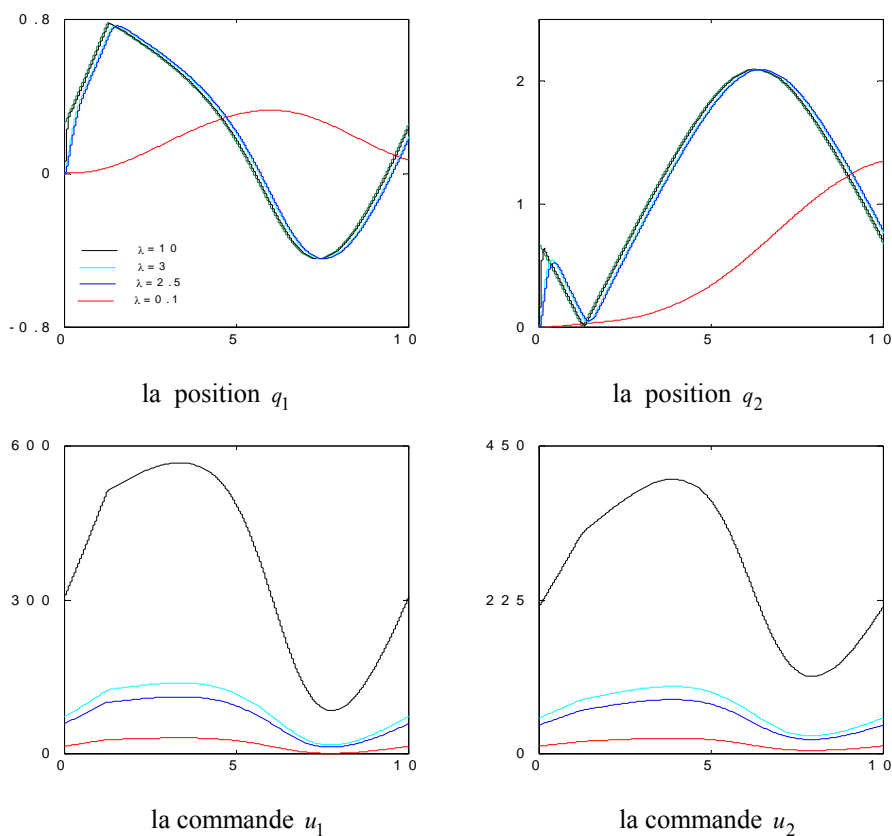 0.8
0
-0.8
λ=10
λ=3
λ=2.5
λ=0.1
0 5 10
la position q1
2
1
0
0 5 10
la position q2
600
300
0
0 5 10
la commande u1
450
225
0
0 5 10
la commande u2